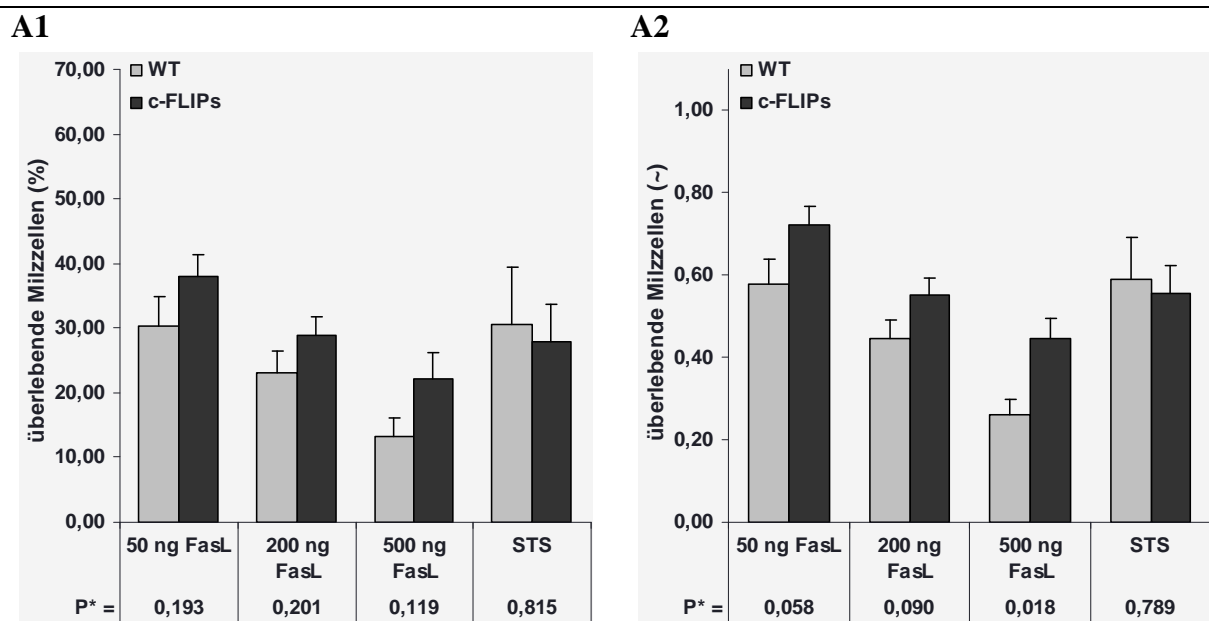 A1
70,00
60,00
50,00
40,00
30,00
20,00
10,00
0,00
überlebende Milzzellen (%)
WT
c-FLIPs
50 ng FasL 200 ng FasL 500 ng FasL STS
P* = 0,193 0,201 0,119 0,815
A2
1,00
0,80
0,60
0,40
0,20
0,00
überlebende Milzzellen (~)
WT
c-FLIPs
50 ng FasL 200 ng FasL 500 ng FasL STS
P* = 0,058 0,090 0,018 0,789